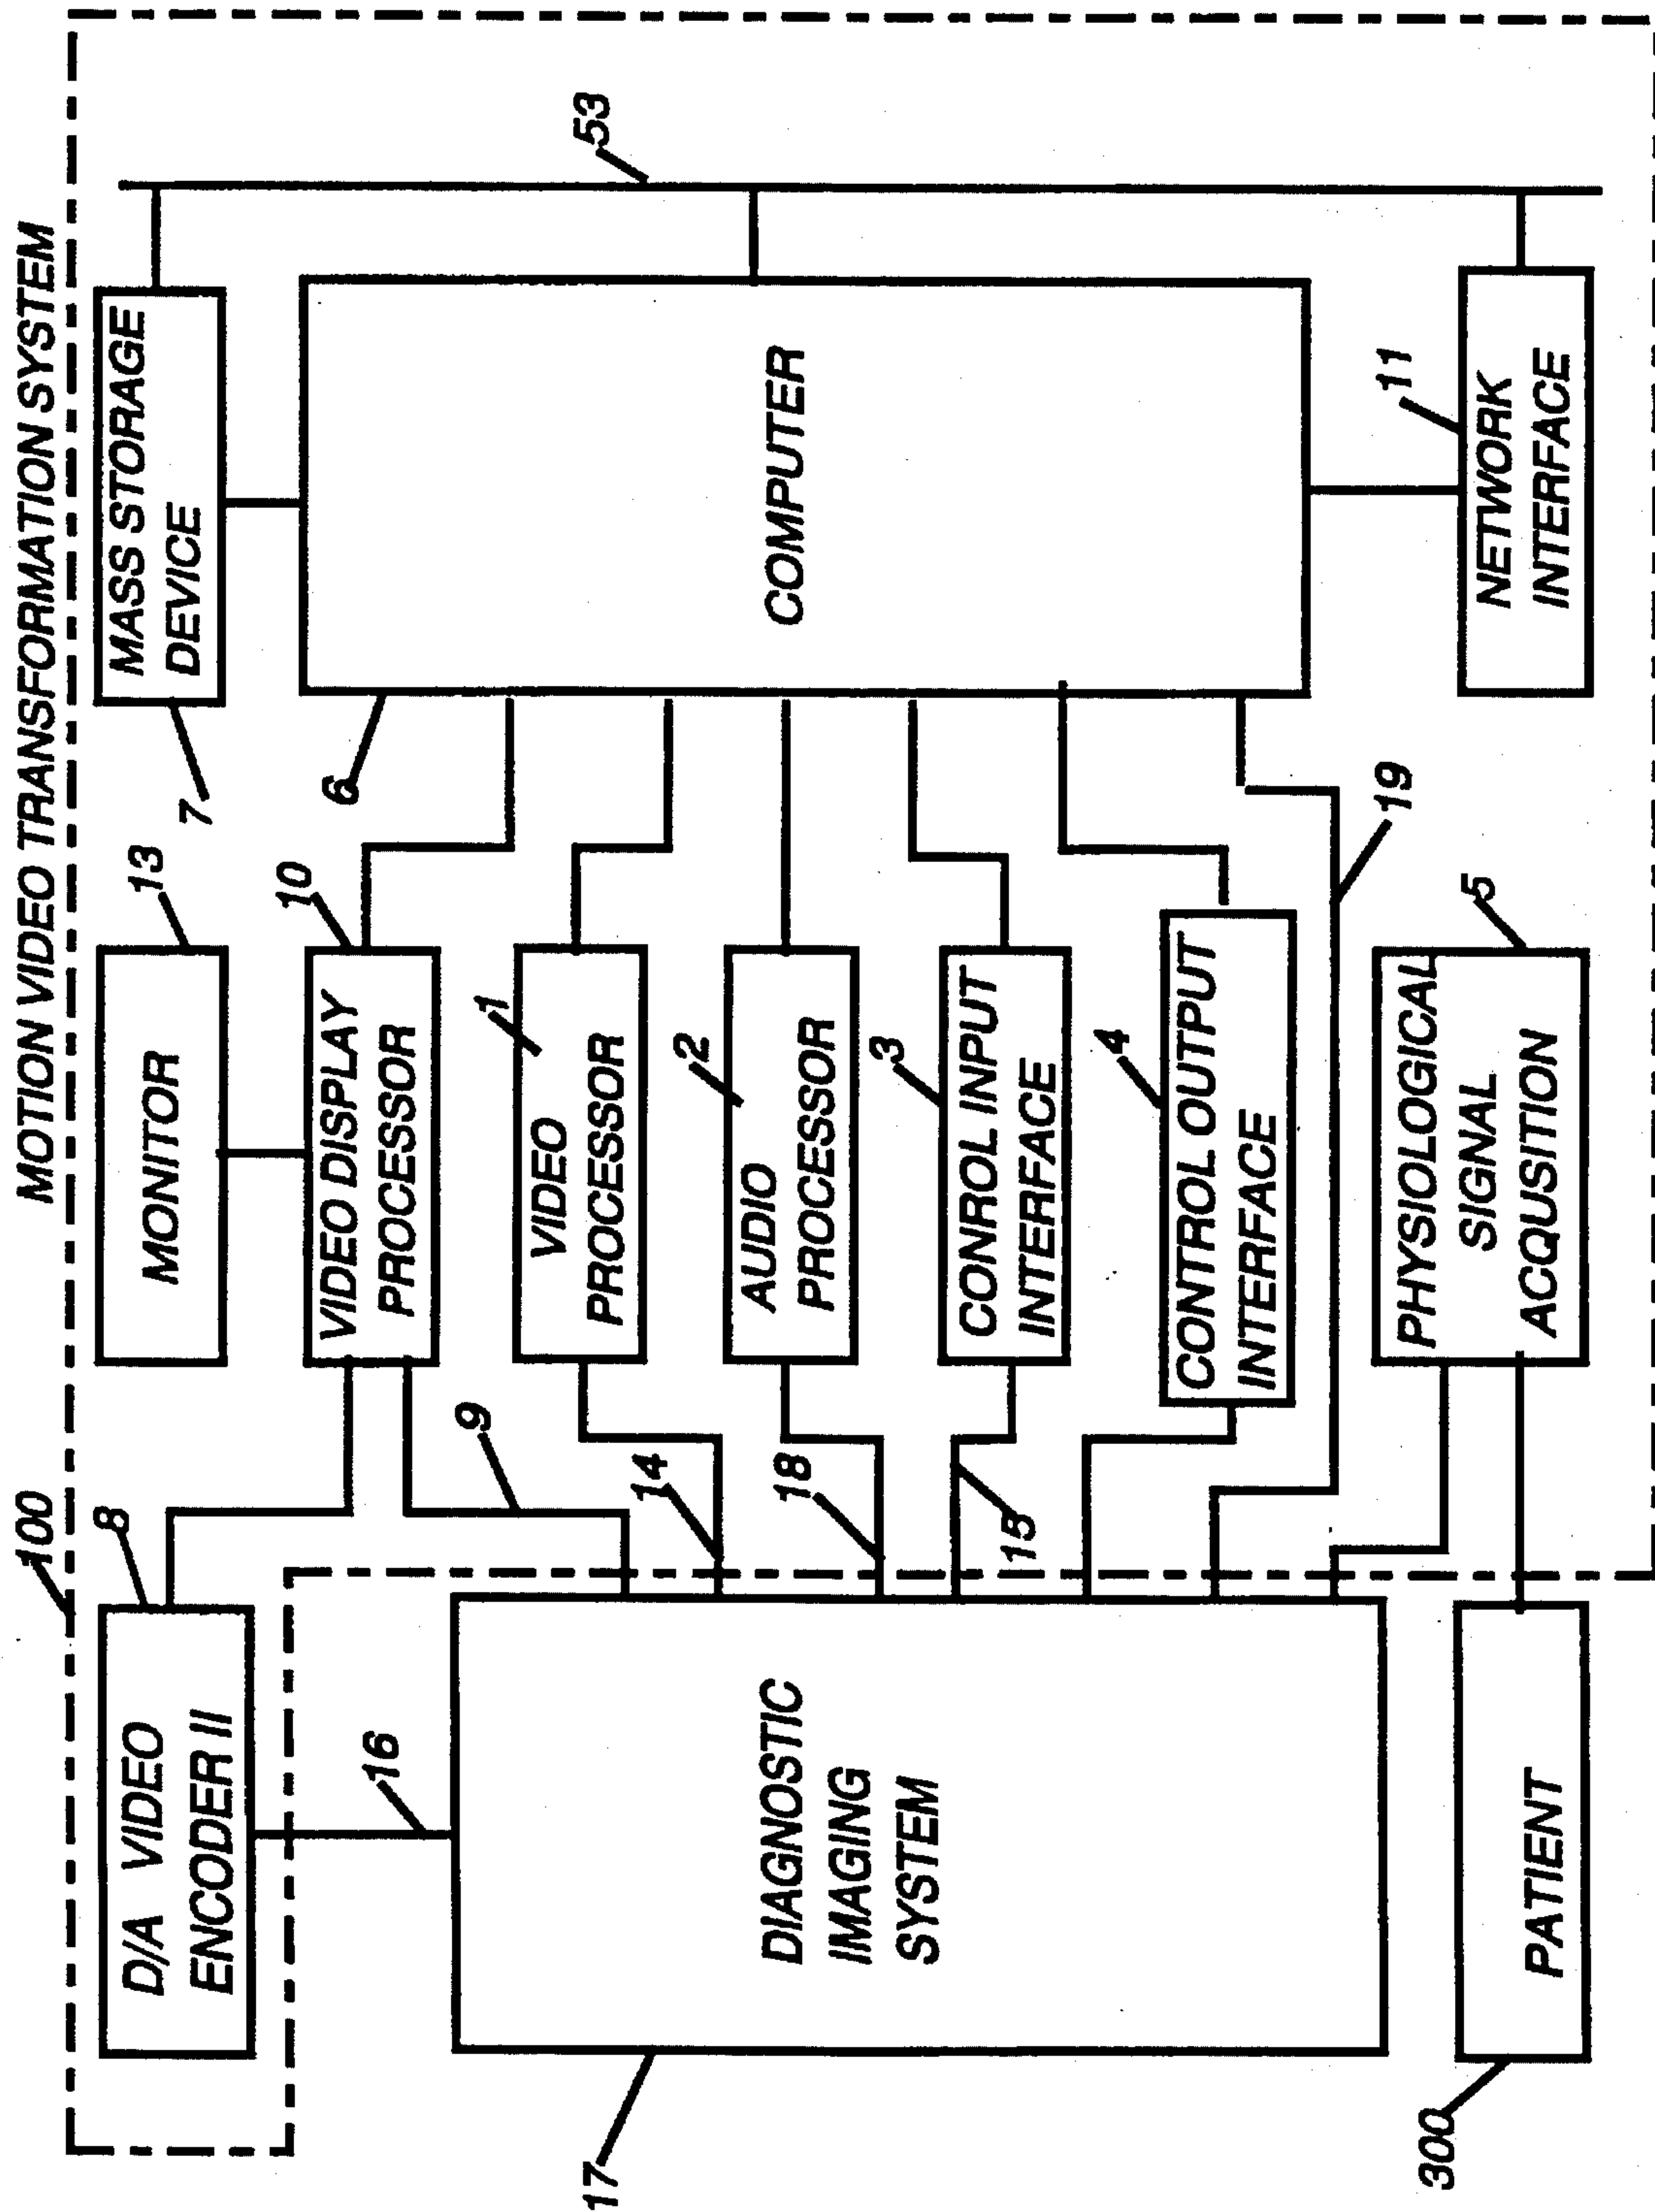 MOTION VIDEO TRANSFORMATION SYSTEM
100
D/A VIDEO
ENCODER II
8
MONITOR
13
MASS STORAGE
DEVICE
7
VIDEO DISPLAY
PROCESSOR
10
9
16
DIAGNOSTIC
IMAGING
SYSTEM
17
VIDEO
PROCESSOR
1
14
AUDIO
PROCESSOR
2
18
CONROL INPUT
INTERFACE
3
15
CONTROL OUTPUT
INTERFACE
4
19
COMPUTER
6
53
PHYSIOLOGICAL
SIGNAL
ACQUSITION
5
NETWORK
INTERFACE
11
PATIENT
300